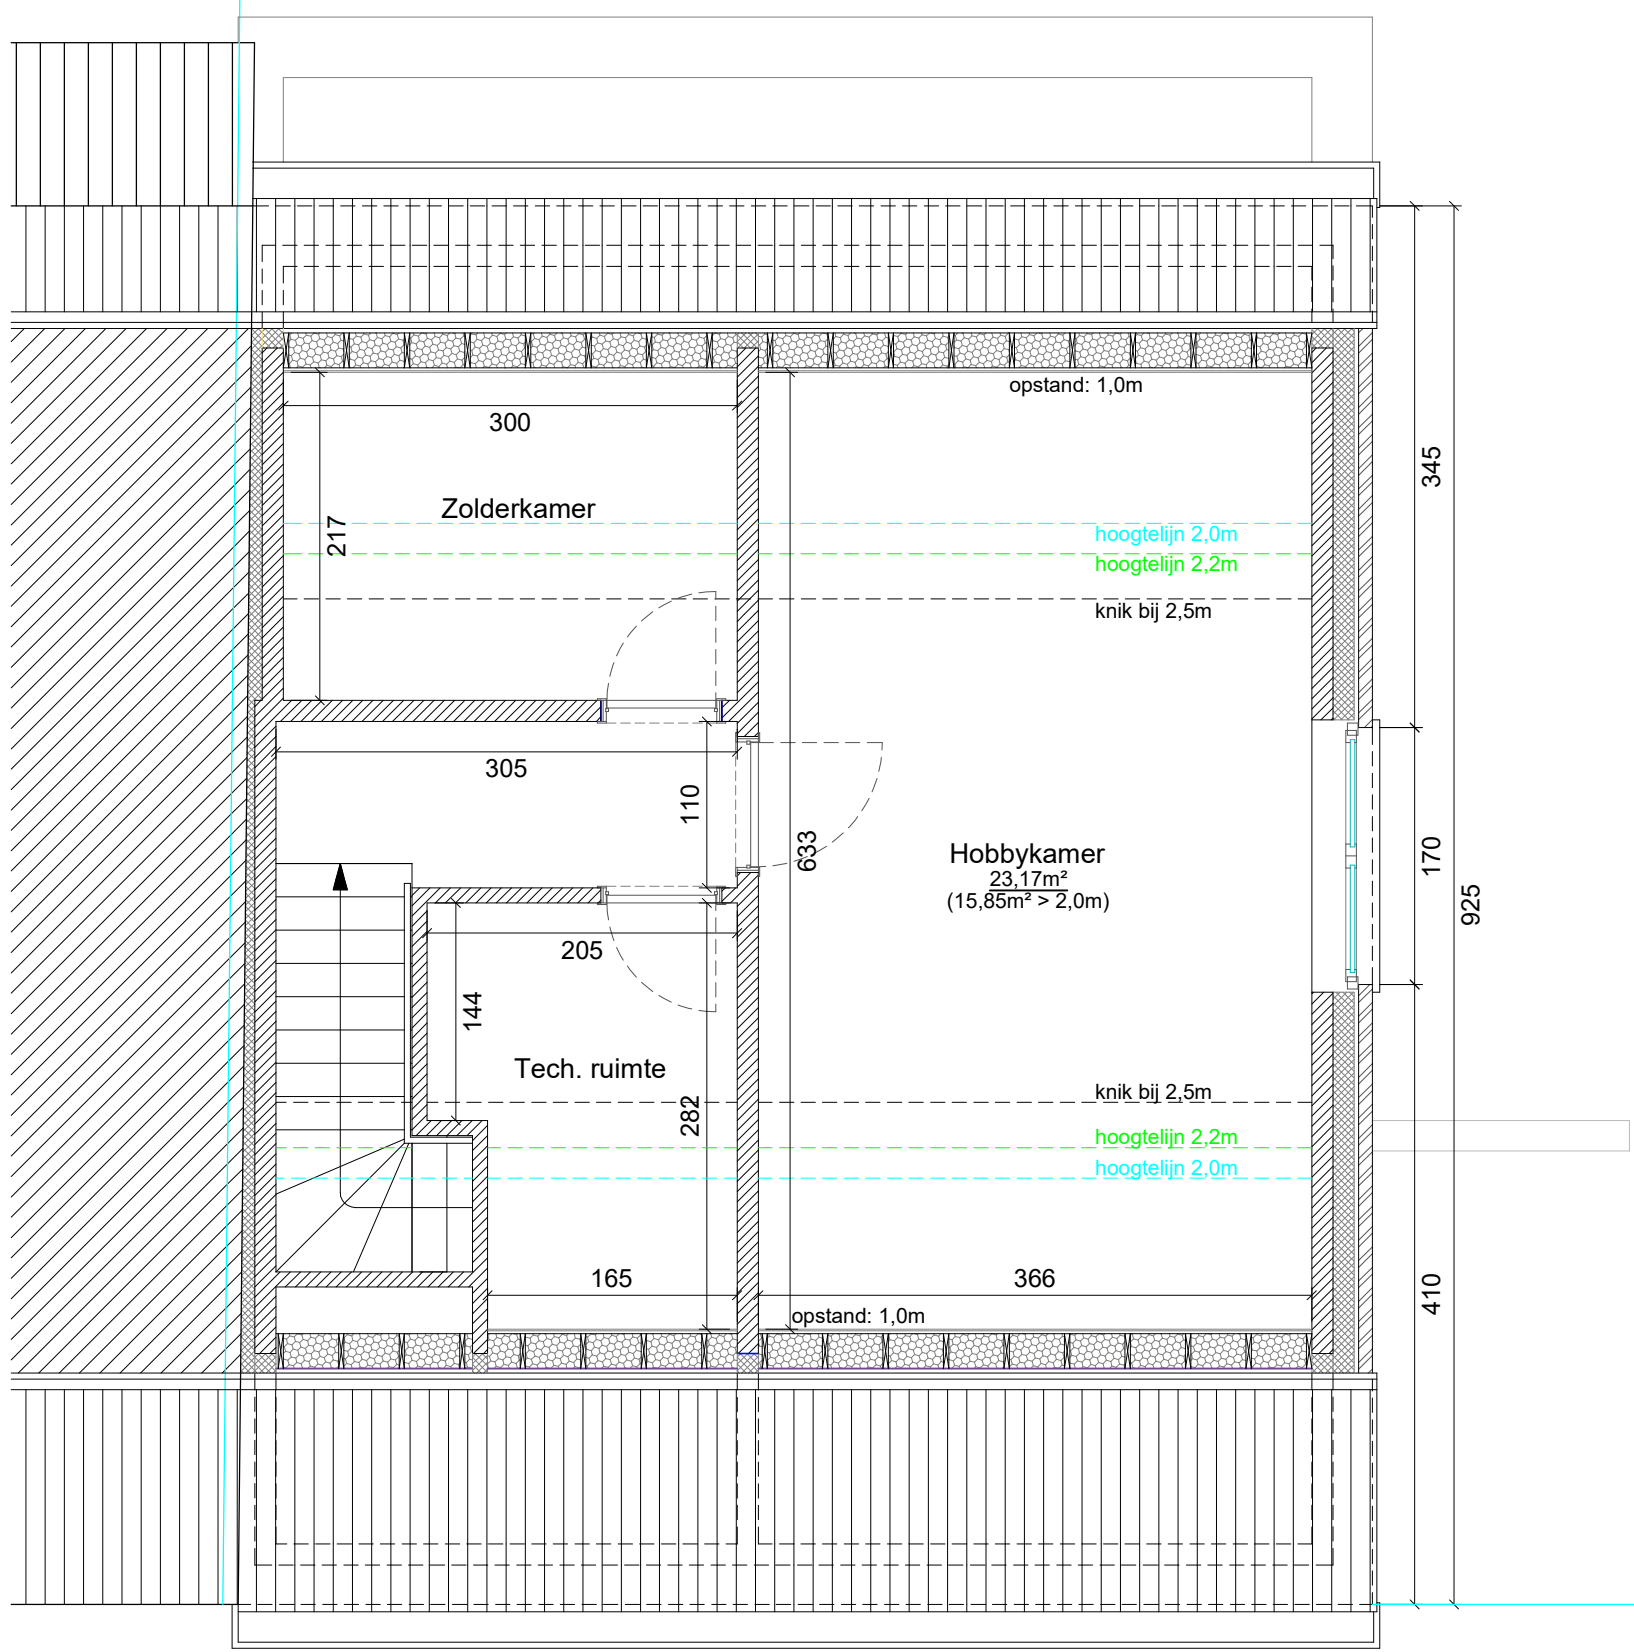 opstand: 1,0m
300
345
Zolderkamer
217
hoogtelijn 2,0m
hoogtelijn 2,2m
knik bij 2,5m
305
110
633
Hobbykamer
23,17m²
(15,85m² > 2,0m)
170
925
205
144
Tech. ruimte
282
knik bij 2,5m
hoogtelijn 2,2m
hoogtelijn 2,0m
165
366
410
opstand: 1,0m